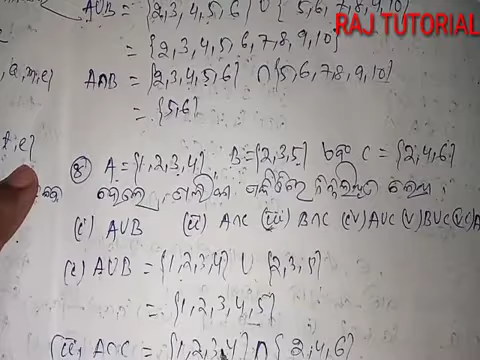 RAJ TUTORIAL
A∪B = {2,3,4,5,6} ∪ {5,6,7,8,9,10}
= {2,3,4,5,6,7,8,9,10}
A∩B = {2,3,4,5,6} ∩ {5,6,7,8,9,10}
= {5,6}
A = {1,2,3,4} B = {2,3,5} ଏବଂ C = {2,4,6}
ହେଲେ,
(i) A∪B (ii) A∩C (iii) B∩C (iv) A∪C (v) B∪C
(i) A∪B = {1,2,3,4} ∪ {2,3,5}
= {1,2,3,4,5}
(ii) A∩C = {1,2,3,4} ∩ {2,4,6}